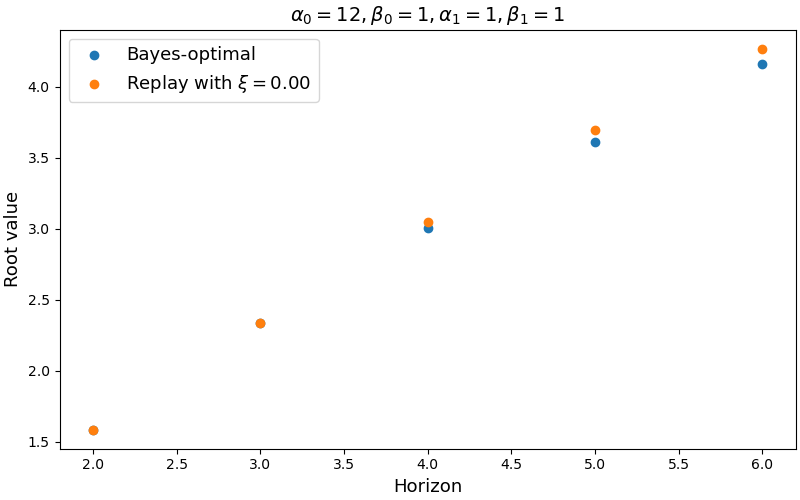 α₀ = 12, β₀ = 1, α₁ = 1, β₁ = 1
Bayes-optimal
Replay with ξ = 0.00
4.0
3.5
3.0
2.5
2.0
1.5
Root value
2.0 2.5 3.0 3.5 4.0 4.5 5.0 5.5 6.0
Horizon